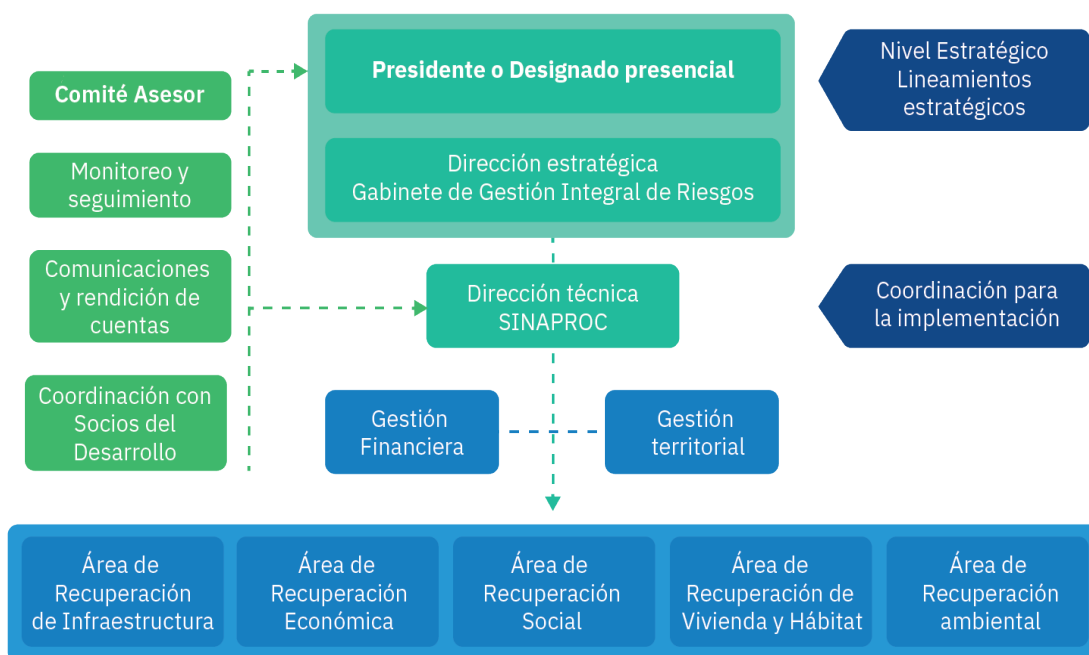 Presidente o Designado presencial
Dirección estratégica
Gabinete de Gestión Integral de Riesgos
Nivel Estratégico
Lineamientos
estratégicos
Comité Asesor
Monitoreo y
seguimiento
Comunicaciones
y rendición de
cuentas
Coordinación con
Socios del
Desarrollo
Dirección técnica
SINAPROC
Coordinación para
la implementación
Gestión
Financiera
Gestión
territorial
Área de
Recuperación
de Infraestructura
Área de
Recuperación
Económica
Área de
Recuperación
Social
Área de
Recuperación de
Vivienda y Hábitat
Área de
Recuperación
ambiental